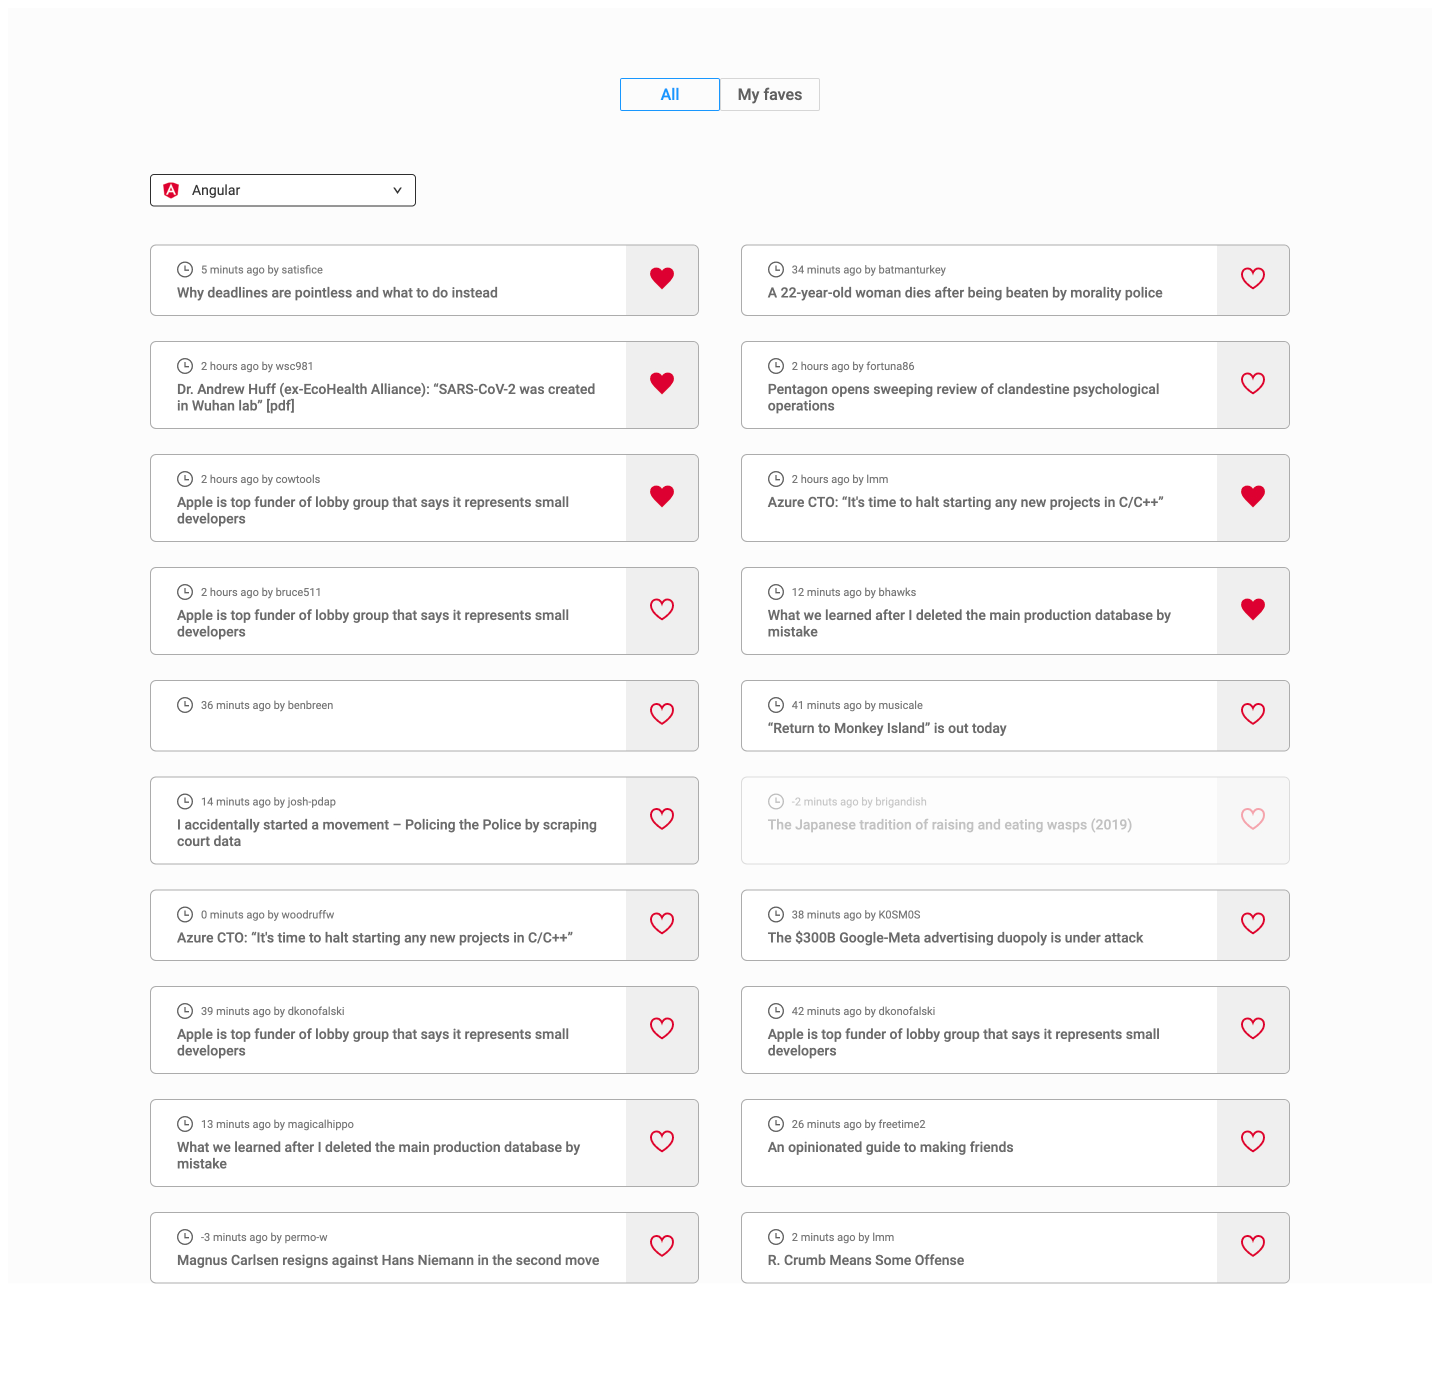 All
My faves
Angular
5 minuts ago by satisfice
Why deadlines are pointless and what to do instead
34 minuts ago by batmanturkey
A 22-year-old woman dies after being beaten by morality police
2 hours ago by wsc981
Dr. Andrew Huff (ex-EcoHealth Alliance): “SARS-CoV-2 was created
in Wuhan lab” [pdf]
2 hours ago by fortuna86
Pentagon opens sweeping review of clandestine psychological
operations
2 hours ago by cowtools
Apple is top funder of lobby group that says it represents small
developers
2 hours ago by lmm
Azure CTO: “It's time to halt starting any new projects in C/C++”
2 hours ago by bruce511
Apple is top funder of lobby group that says it represents small
developers
12 minuts ago by bhawks
What we learned after I deleted the main production database by
mistake
36 minuts ago by benbreen
41 minuts ago by musicale
“Return to Monkey Island” is out today
14 minuts ago by josh-pdap
I accidentally started a movement – Policing the Police by scraping
court data
-2 minuts ago by brigandish
The Japanese tradition of raising and eating wasps (2019)
0 minuts ago by woodruffw
Azure CTO: “It's time to halt starting any new projects in C/C++”
38 minuts ago by K0SM0S
The $300B Google-Meta advertising duopoly is under attack
39 minuts ago by dkonofalski
Apple is top funder of lobby group that says it represents small
developers
42 minuts ago by dkonofalski
Apple is top funder of lobby group that says it represents small
developers
13 minuts ago by magicalhippo
What we learned after I deleted the main production database by
mistake
26 minuts ago by freetime2
An opinionated guide to making friends
-3 minuts ago by permo-w
Magnus Carlsen resigns against Hans Niemann in the second move
2 minuts ago by lmm
R. Crumb Means Some Offense